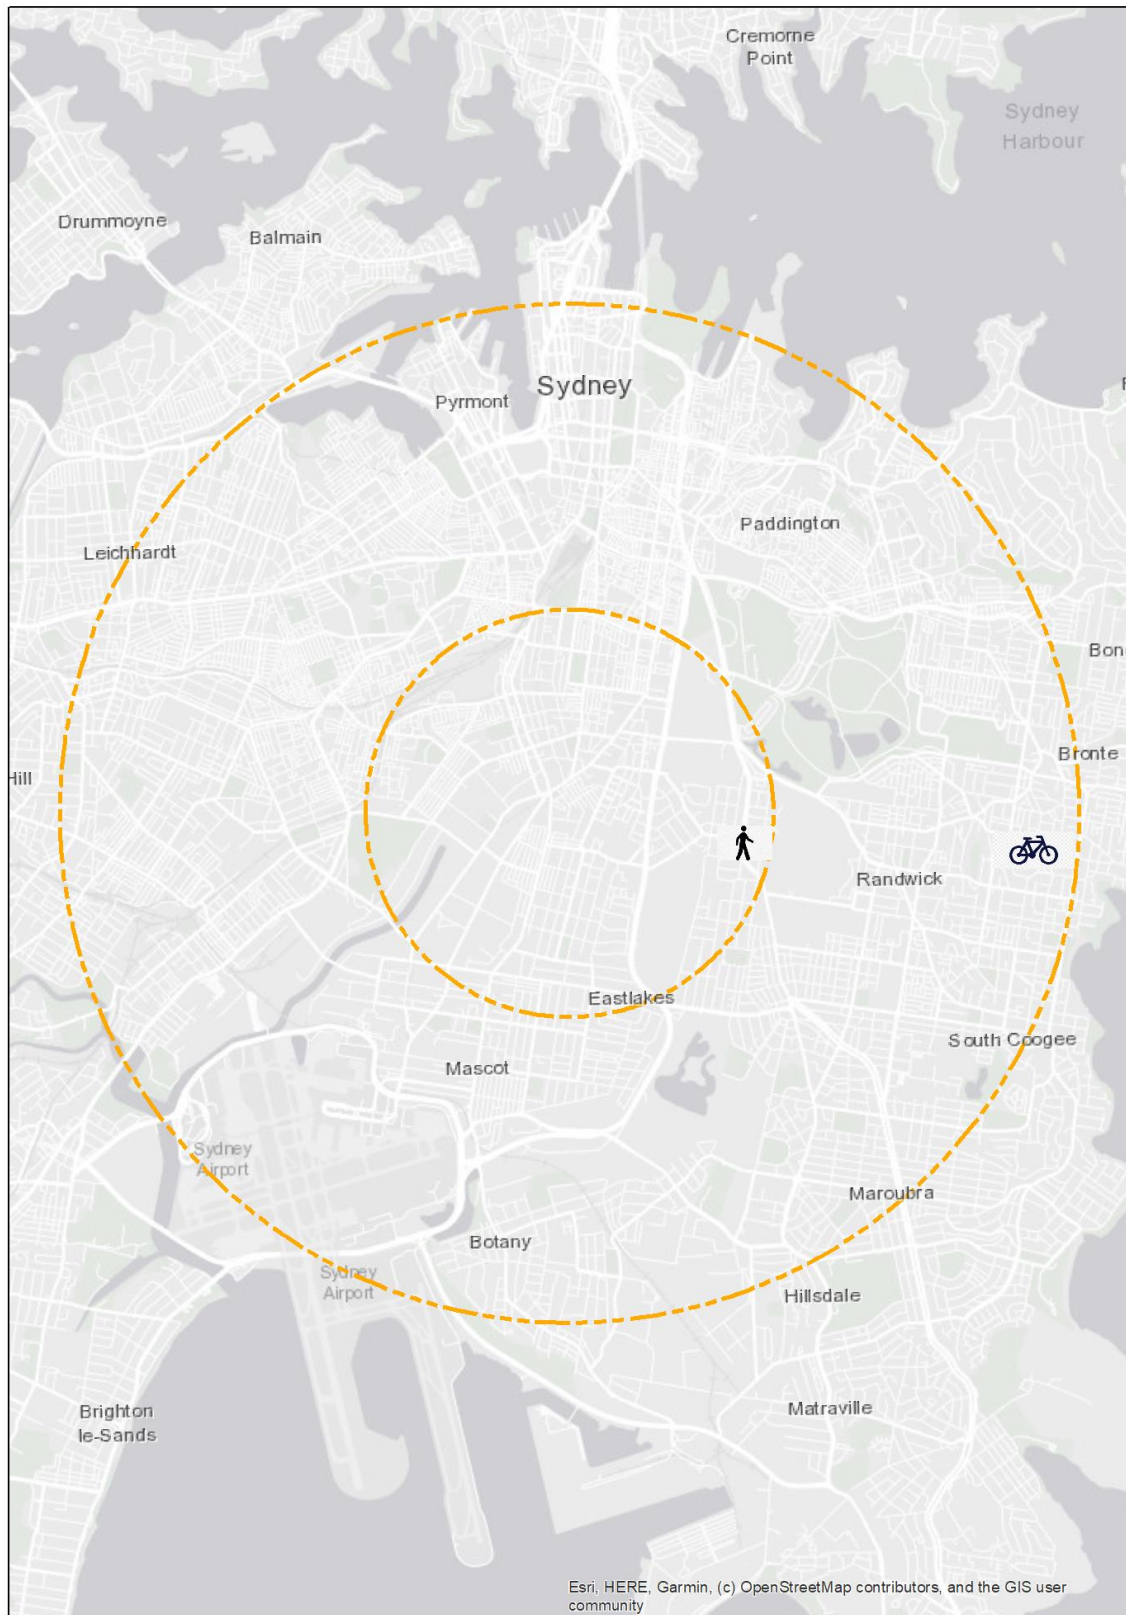 Cremorne
Point
Sydney
Harbour
Drummoyne
Balmain
Sydney
Pyrmont
Paddington
Leichhardt
Bon
Bronte
Hill
Randwick
Eastlakes
South Coogee
Mascot
Sydney
Airport
Maroubra
Botany
Sydney
Airport
Hillsdale
Brighton
le-Sands
Matraville
Esri, HERE, Garmin, (c) OpenStreetMap contributors, and the GIS user
community